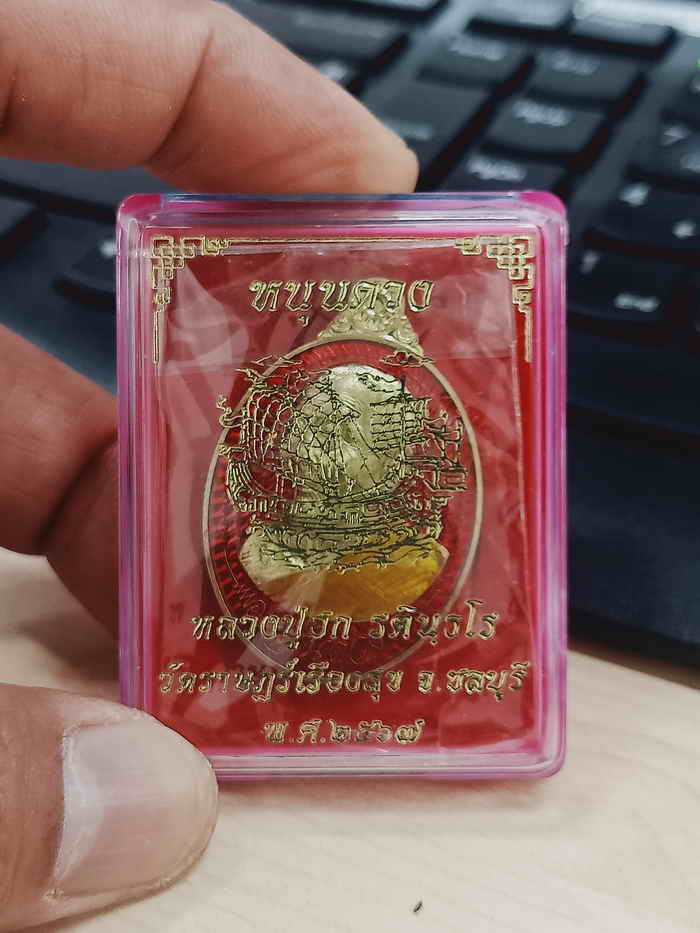 หนุนดวง
หลวงปู่ฮก รตินฺธโร
วัดราษฎร์เรืองสุข จ.ชลบุรี
พ.ศ.๒๕๖๗